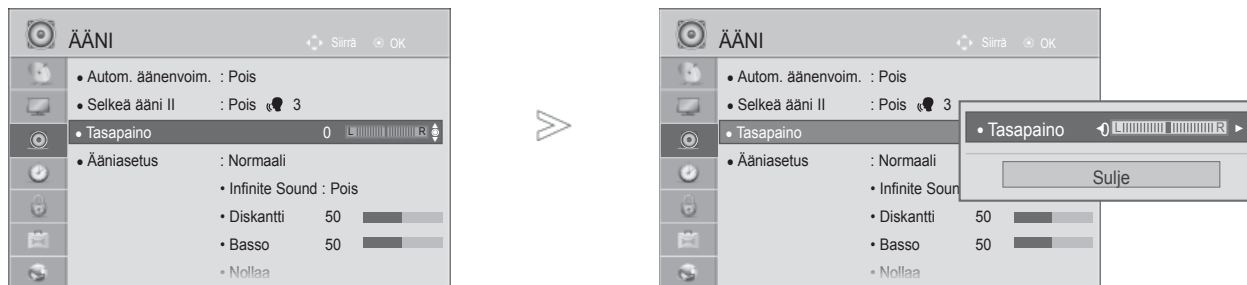 ÄÄNI
Siirrä OK
• Autom. äänenvoim. : Pois
• Selkeä ääni II : Pois 3
• Tasapaino 0 L R
• Ääniasetus : Normaali
• Infinite Sound : Pois
• Diskantti 50
• Basso 50
• Nollaa
ÄÄNI
Siirrä OK
• Autom. äänenvoim. : Pois
• Selkeä ääni II : Pois 3
• Tasapaino
• Ääniasetus : Normaali
• Infinite Soun
• Diskantti 50
• Basso 50
• Nollaa
• Tasapaino 0 L R
Sulje